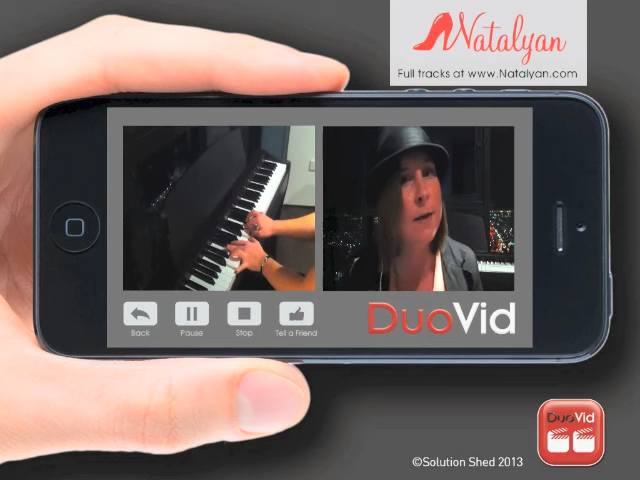 Natalyan
Full tracks at www.Natalyan.com
Back Pause Stop Tell a Friend
DuoVid
DuoVid
©Solution Shed 2013